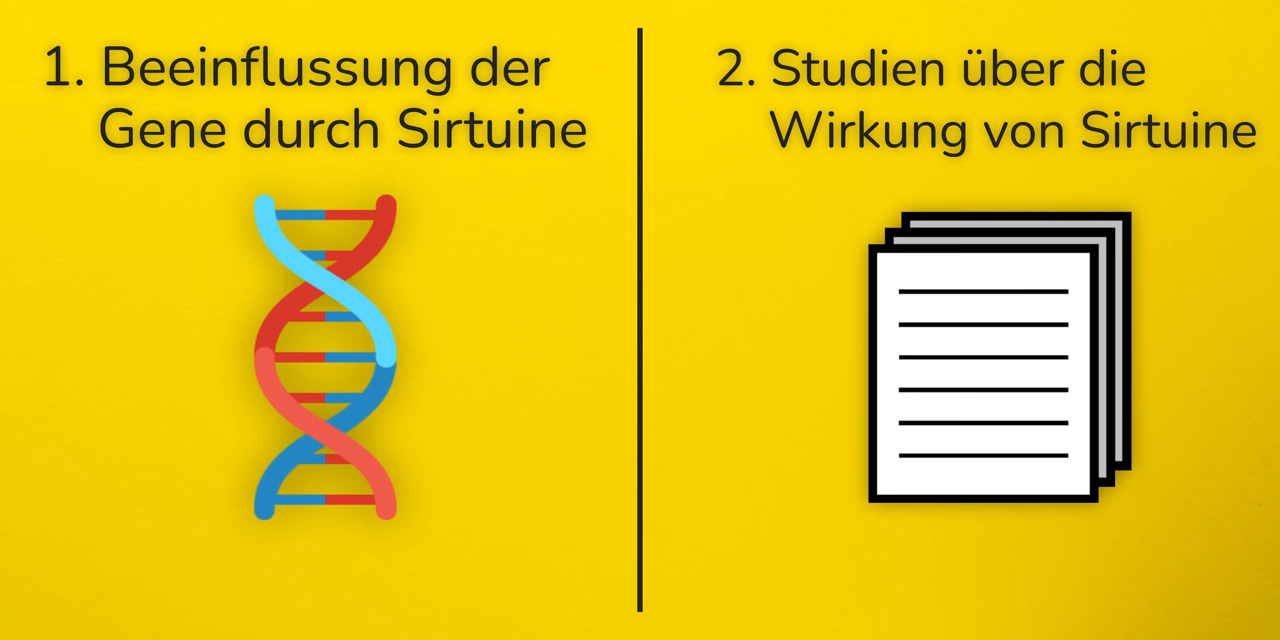 1. Beeinflussung der
Gene durch Sirtuine
2. Studien über die
Wirkung von Sirtuine